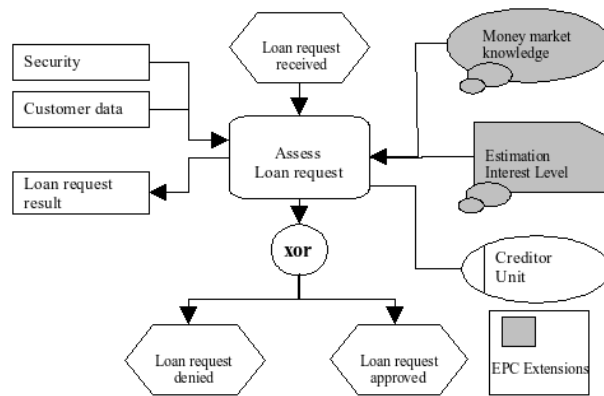 Loan request
received
Money market
knowledge
Security
Customer data
Assess
Loan request
Estimation
Interest Level
Loan request
result
xor
Creditor
Unit
Loan request
denied
Loan request
approved
EPC Extensions